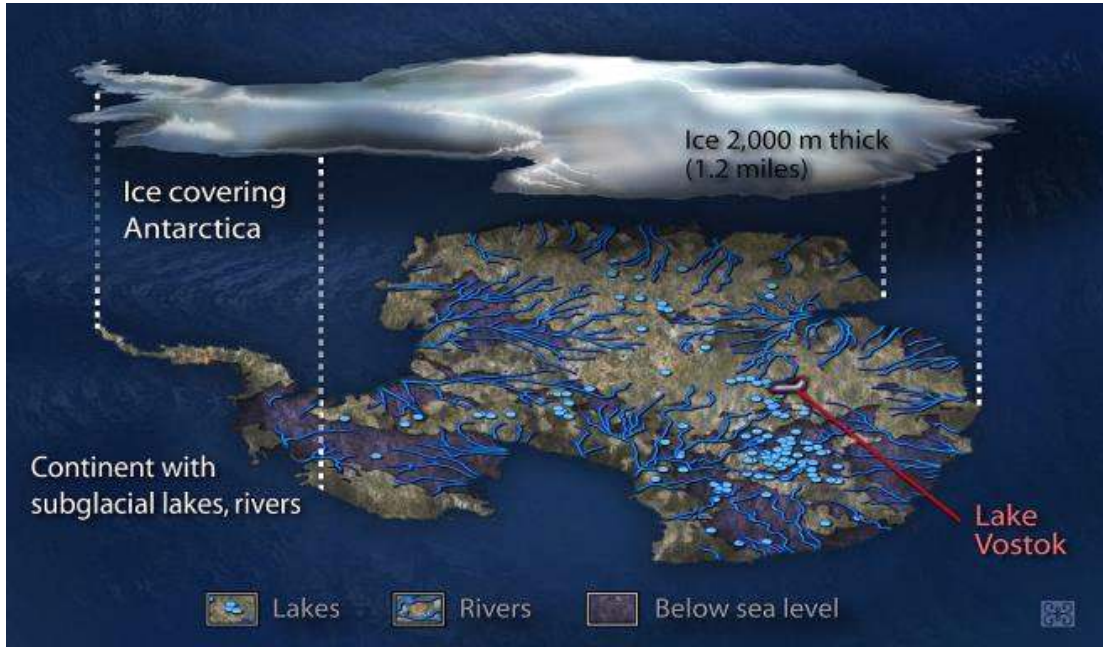 Ice 2,000 m thick
(1.2 miles)
Ice covering
Antarctica
Continent with
subglacial lakes, rivers
Lake
Vostok
Lakes
Rivers
Below sea level